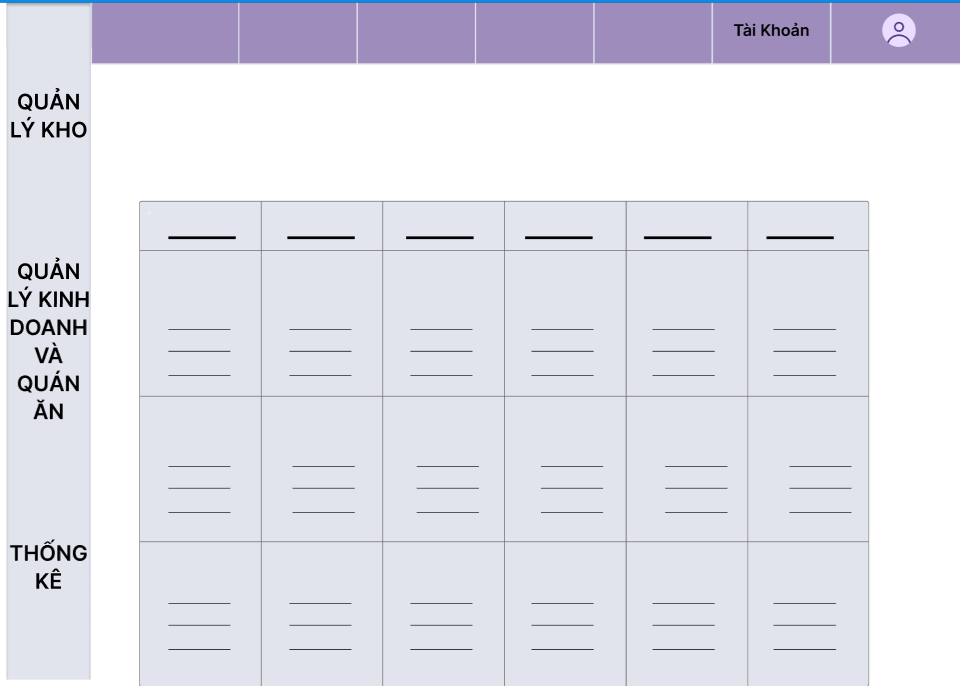 Tài Khoản
QUẢN
LÝ KHO
QUẢN
LÝ KINH
DOANH
VÀ
QUÁN
ĂN
THỐNG
KÊ